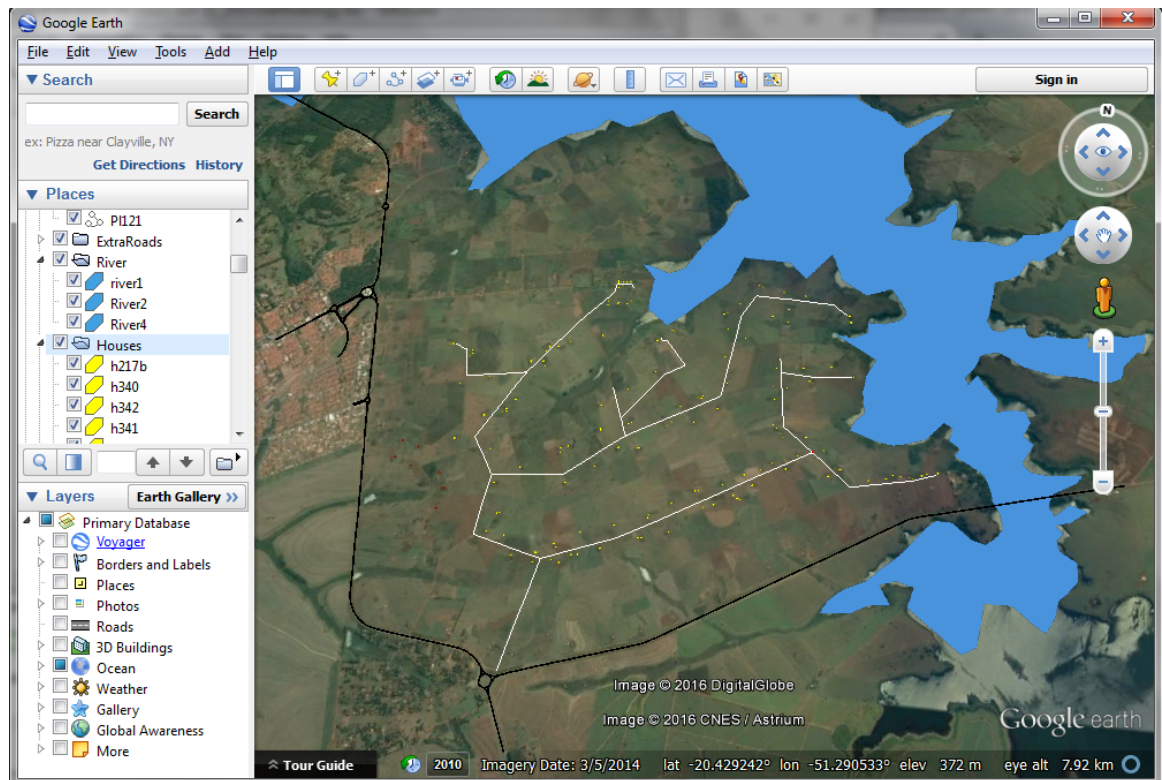 Google Earth
File Edit View Tools Add Help
Search
Sign in
Search
ex: Pizza near Clayville, NY
Get Directions History
Places
PI121
ExtraRoads
River
river1
River2
River4
Houses
h217b
h340
h342
h341
Layers
Earth Gallery >>
Primary Database
Voyager
Borders and Labels
Places
Photos
Roads
3D Buildings
Ocean
Weather
Gallery
Global Awareness
More
N
Image © 2016 DigitalGlobe
Image © 2016 CNES / Astrium
Google earth
Tour Guide
2010
Imagery Date: 3/5/2014 lat -20.429242° lon -51.290533° elev 372 m eye alt 7.92 km